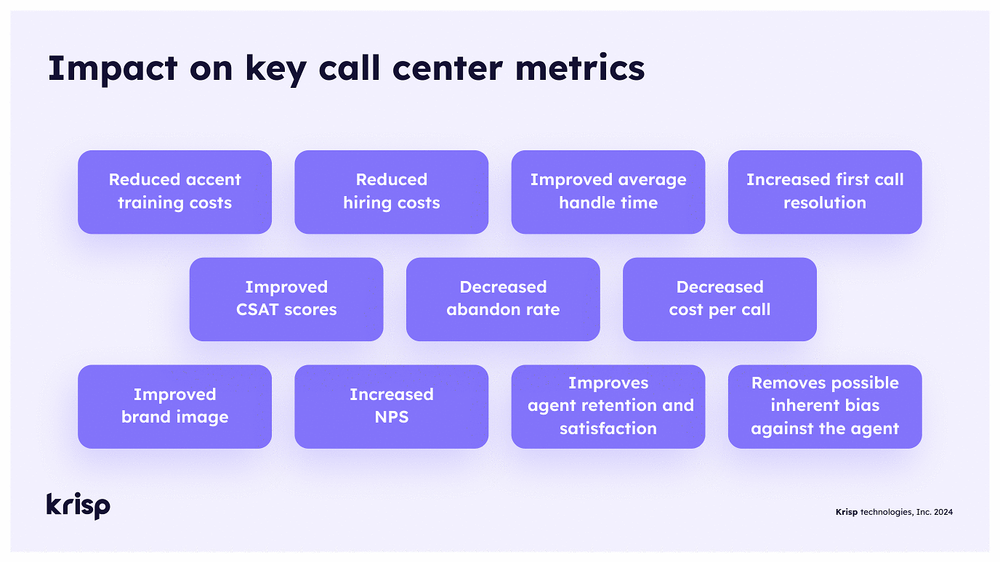 Impact on key call center metrics
Reduced accent
training costs
Reduced
hiring costs
Improved average
handle time
Increased first call
resolution
Improved
CSAT scores
Decreased
abandon rate
Decreased
cost per call
Improved
brand image
Increased
NPS
Improves
agent retention and
satisfaction
Removes possible
inherent bias
against the agent
krisp
Krisp technologies, Inc. 2024